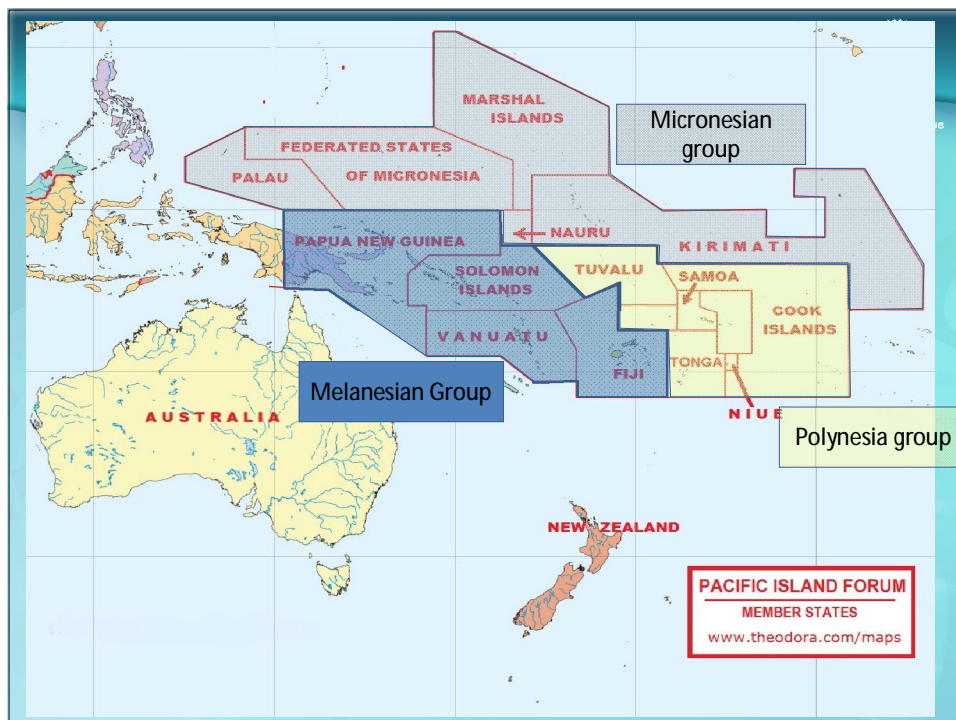 MARSHAL
ISLANDS
Micronesian
group
ue
FEDERATED STATES
OF MICRONESIA
PALAU
NAURU
KIRIMATI
PAPUA NEW GUINEA
SOLOMON
ISLANDS
TUVALU
SAMOA
COOK
ISLANDS
VANUATU
FIJI
TONGA
NIUE
Melanesian Group
AUSTRALIA
Polynesia group
NEW ZEALAND
PACIFIC ISLAND FORUM
MEMBER STATES
www.theodora.com/maps